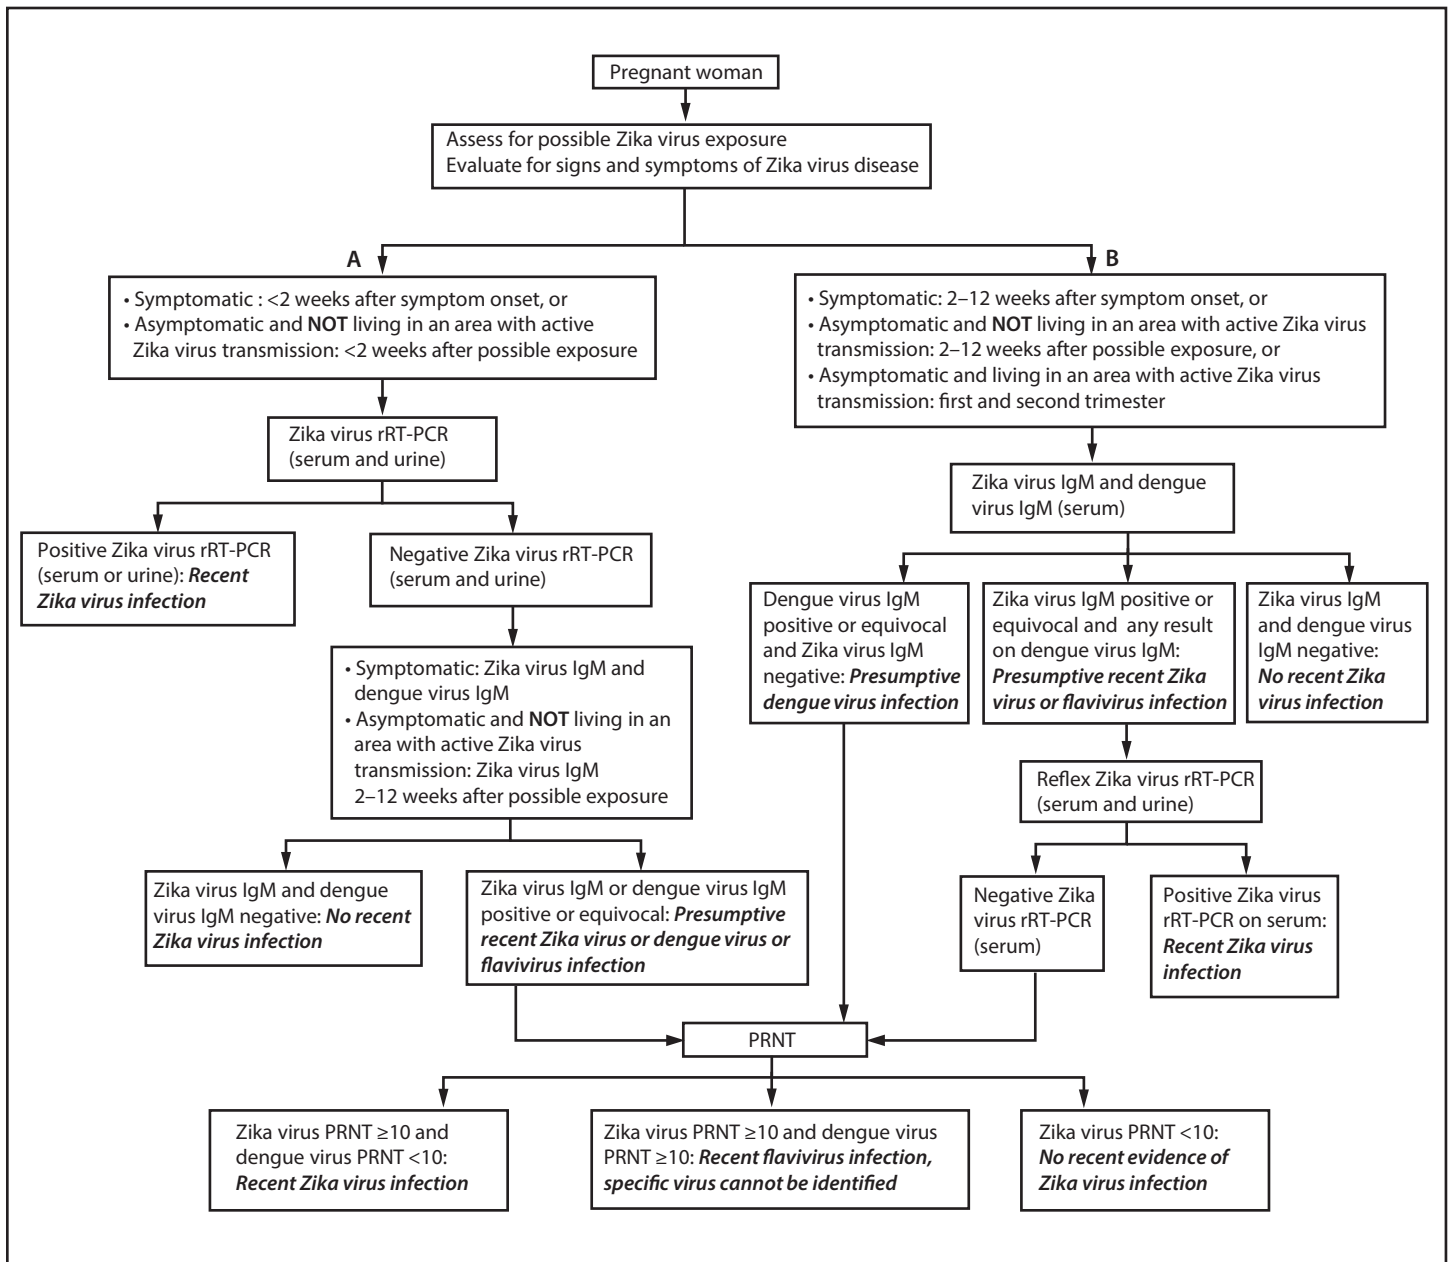 Pregnant woman
Assess for possible Zika virus exposure
Evaluate for signs and symptoms of Zika virus disease
A
• Symptomatic : <2 weeks after symptom onset, or
• Asymptomatic and NOT living in an area with active
Zika virus transmission: <2 weeks after possible exposure
Zika virus rRT-PCR
(serum and urine)
Positive Zika virus rRT-PCR
(serum or urine): Recent
Zika virus infection
Negative Zika virus rRT-PCR
(serum and urine)
• Symptomatic: Zika virus IgM and
dengue virus IgM
• Asymptomatic and NOT living in an
area with active Zika virus
transmission: Zika virus IgM
2–12 weeks after possible exposure
Zika virus IgM and dengue
virus IgM negative: No recent
Zika virus infection
Zika virus IgM or dengue virus IgM
positive or equivocal: Presumptive
recent Zika virus or dengue virus or
flavivirus infection
B
• Symptomatic: 2–12 weeks after symptom onset, or
• Asymptomatic and NOT living in an area with active Zika virus
transmission: 2–12 weeks after possible exposure, or
• Asymptomatic and living in an area with active Zika virus
transmission: first and second trimester
Zika virus IgM and dengue
virus IgM (serum)
Dengue virus IgM
positive or equivocal
and Zika virus IgM
negative: Presumptive
dengue virus infection
Zika virus IgM positive or
equivocal and any result
on dengue virus IgM:
Presumptive recent Zika
virus or flavivirus infection
Zika virus IgM
and dengue virus
IgM negative:
No recent Zika
virus infection
Reflex Zika virus rRT-PCR
(serum and urine)
Negative Zika
virus rRT-PCR
(serum)
Positive Zika virus
rRT-PCR on serum:
Recent Zika virus
infection
PRNT
Zika virus PRNT ≥10 and
dengue virus PRNT <10:
Recent Zika virus infection
Zika virus PRNT ≥10 and dengue virus
PRNT ≥10: Recent flavivirus infection,
specific virus cannot be identified
Zika virus PRNT <10:
No recent evidence of
Zika virus infection